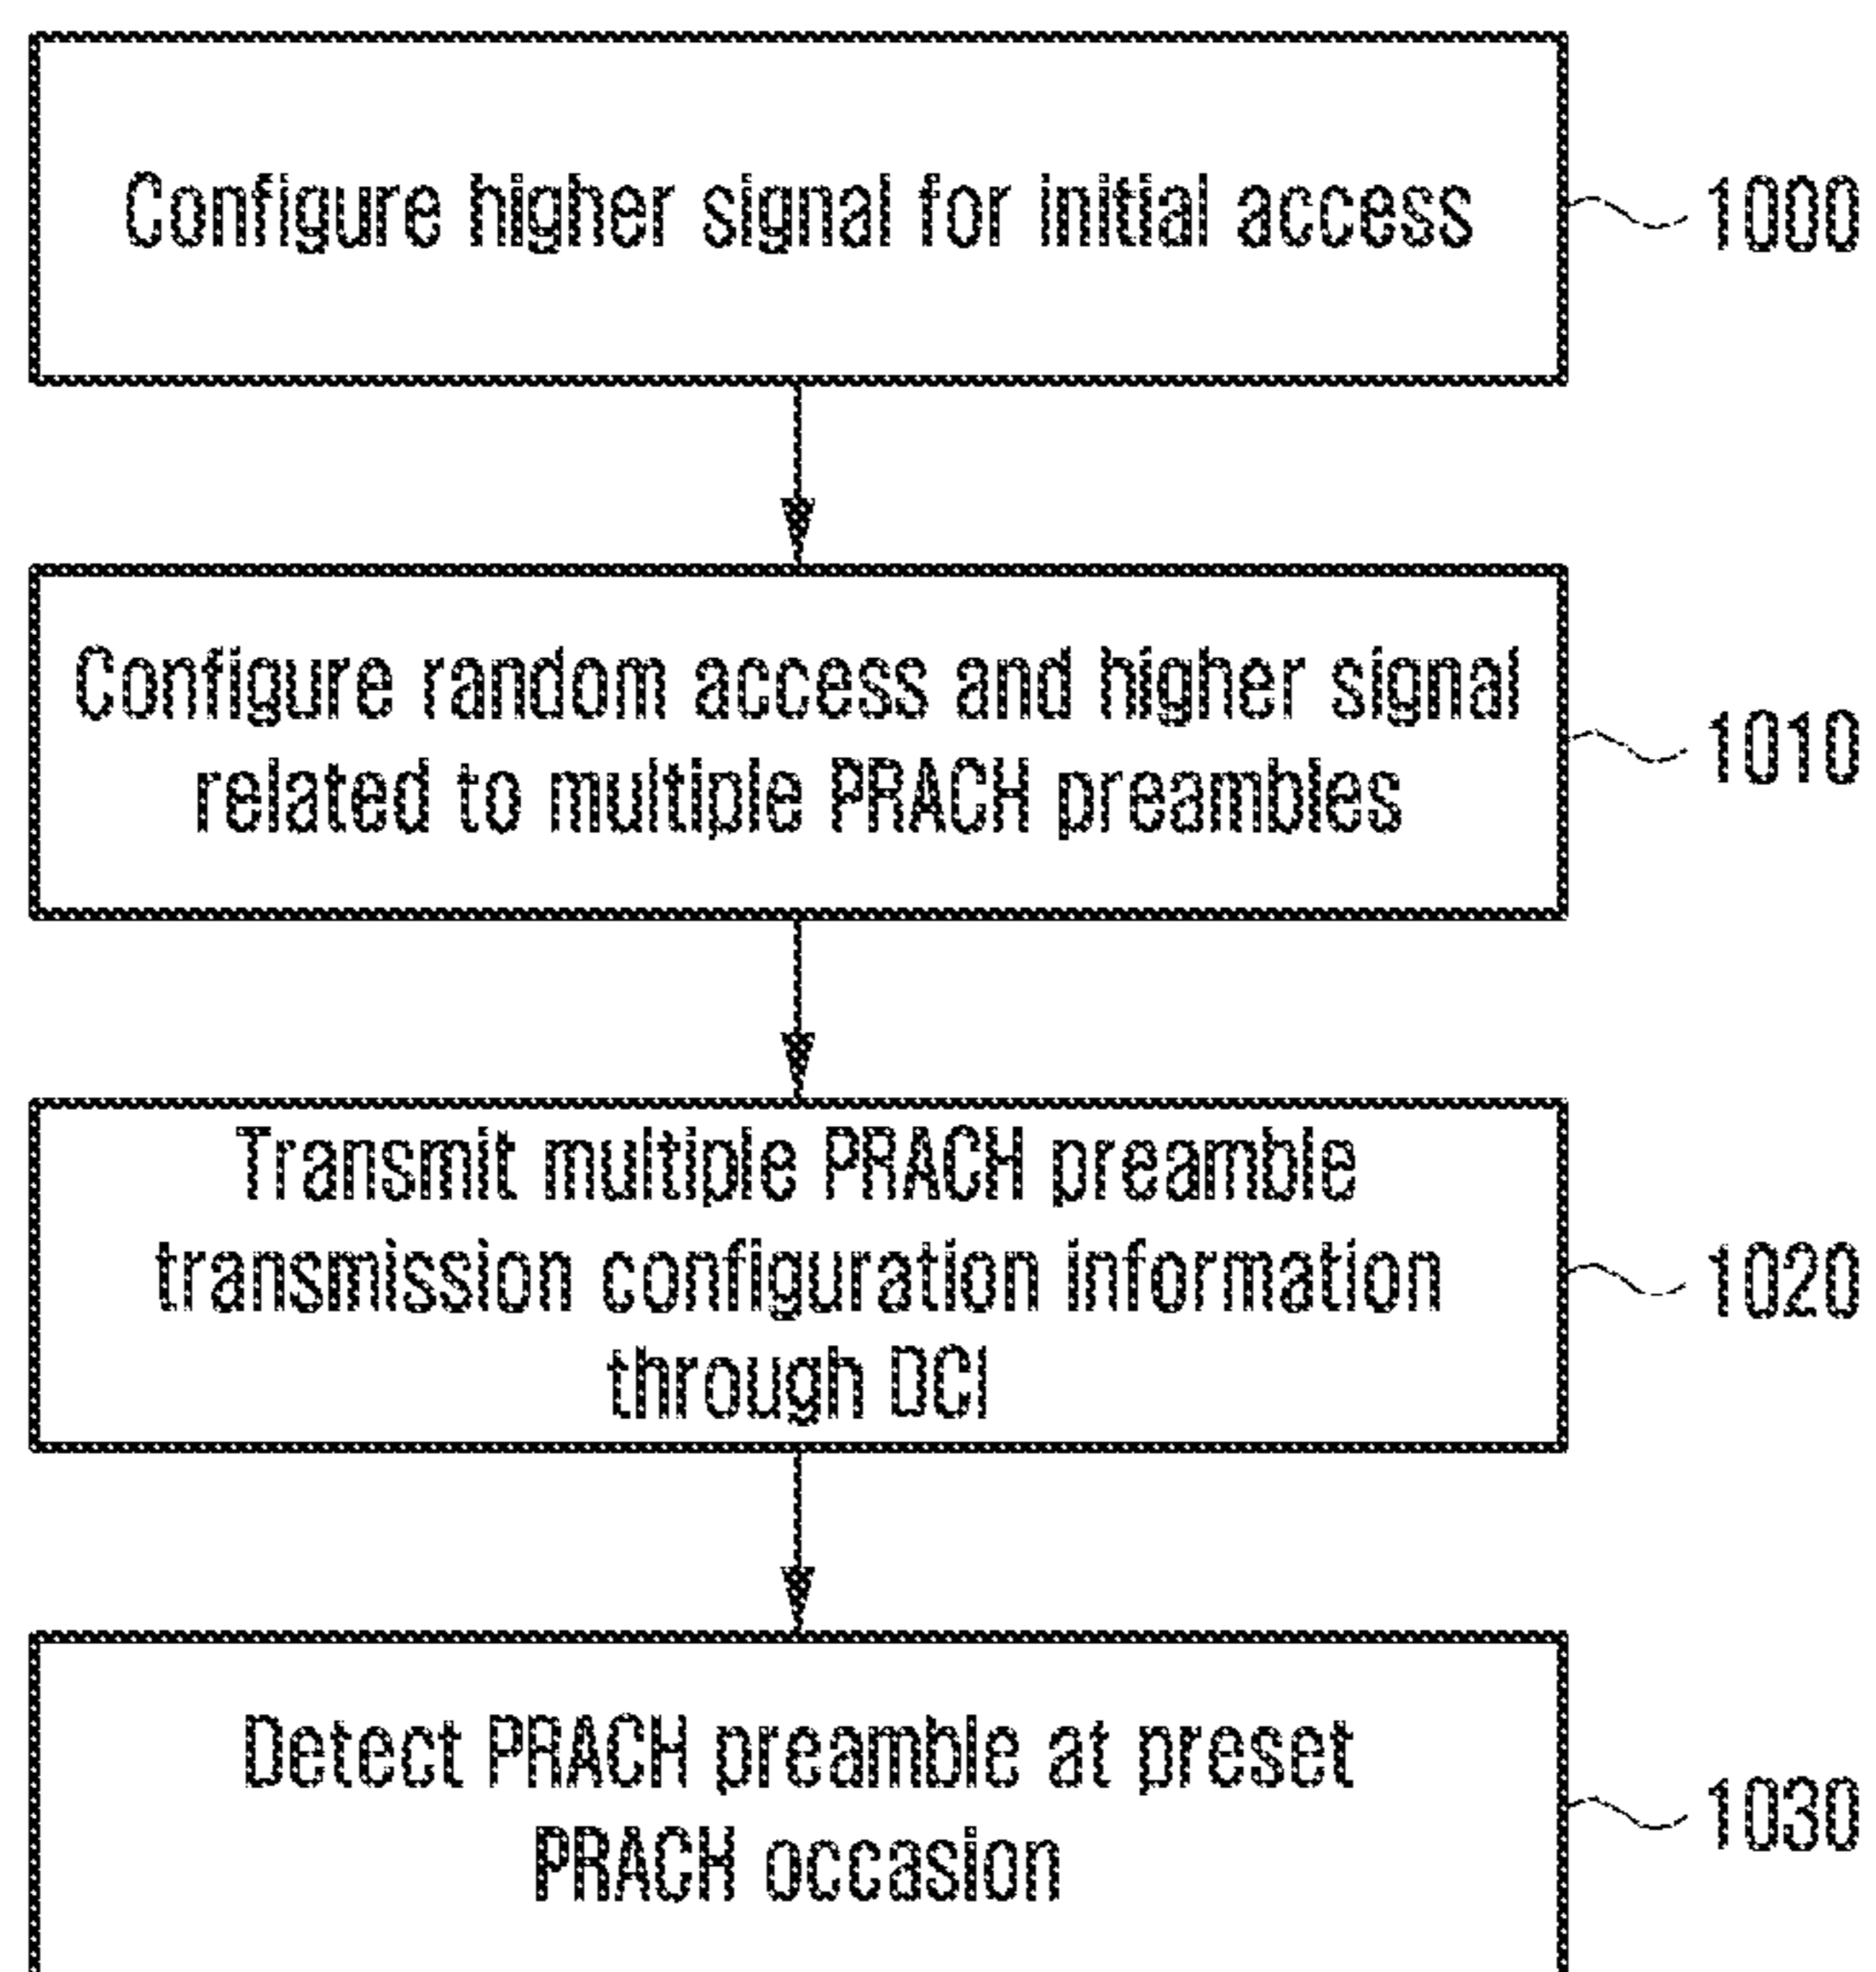 Configure higher signal for initial access
1000
Configure random access and higher signal
related to multiple PRACH preambles
1010
Transmit multiple PRACH preamble
transmission configuration information
through DCI
1020
Detect PRACH preamble at preset
PRACH occasion
1030